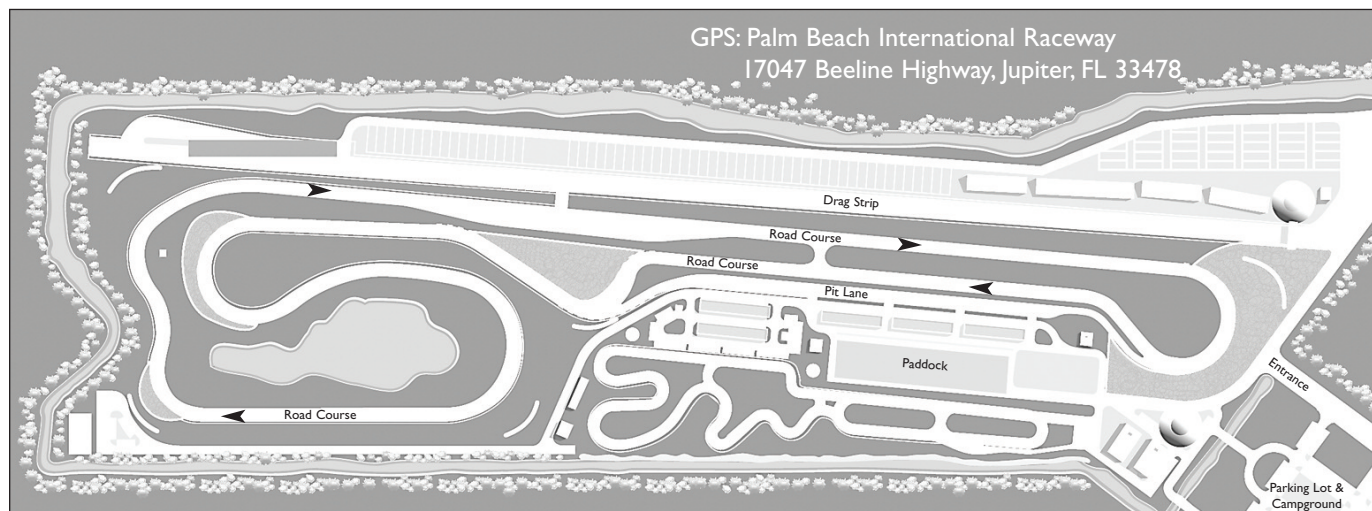 GPS: Palm Beach International Raceway
17047 Beeline Highway, Jupiter, FL 33478
Drag Strip
Road Course
Road Course
Pit Lane
Paddock
Entrance
Road Course
Parking Lot &
Campground